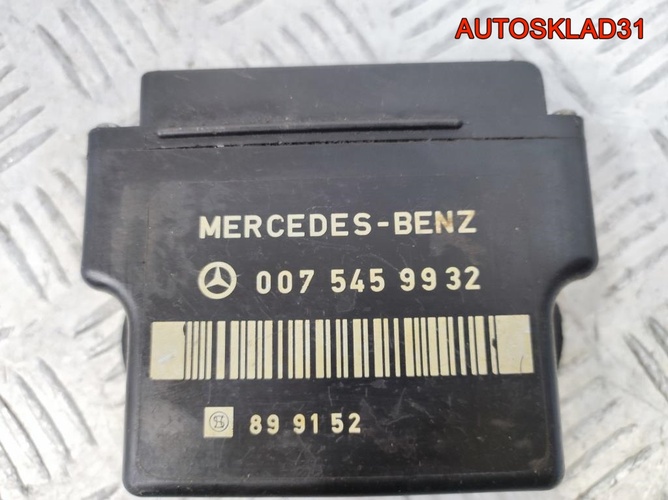 AUTOSKLAD31
MERCEDES-BENZ
007 545 99 32
89 91 52